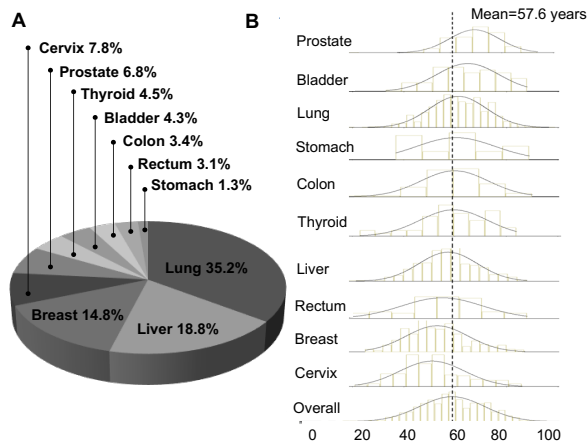 A
Cervix 7.8%
Prostate 6.8%
Thyroid 4.5%
Bladder 4.3%
Colon 3.4%
Rectum 3.1%
Stomach 1.3%
Lung 35.2%
Breast 14.8%
Liver 18.8%
B
Mean=57.6 years
Prostate
Bladder
Lung
Stomach
Colon
Thyroid
Liver
Rectum
Breast
Cervix
Overall
0 20 40 60 80 100